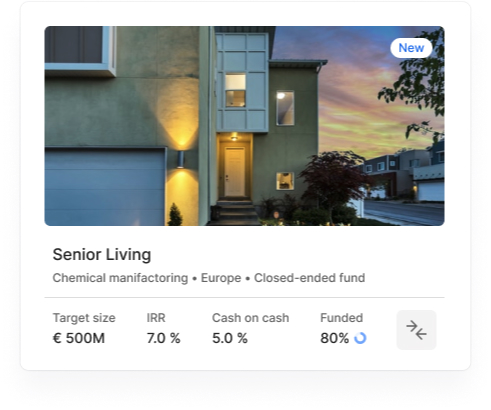 New
Senior Living
Chemical manifactoring • Europe • Closed-ended fund
Target size IRR Cash on cash Funded
€ 500M 7.0 % 5.0 % 80%